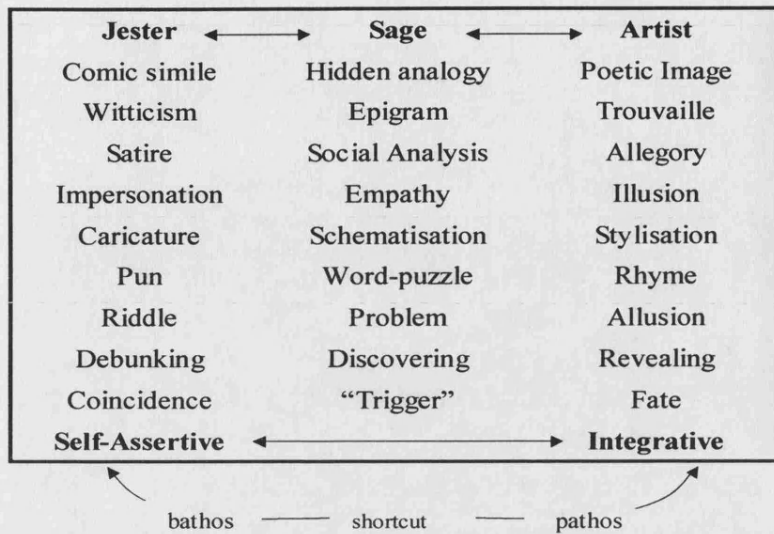 Jester Sage Artist
Comic simile Hidden analogy Poetic Image
Witticism Epigram Trouvaille
Satire Social Analysis Allegory
Impersonation Empathy Illusion
Caricature Schematisation Stylisation
Pun Word-puzzle Rhyme
Riddle Problem Allusion
Debunking Discovering Revealing
Coincidence “Trigger” Fate
Self-Assertive Integrative
bathos shortcut pathos